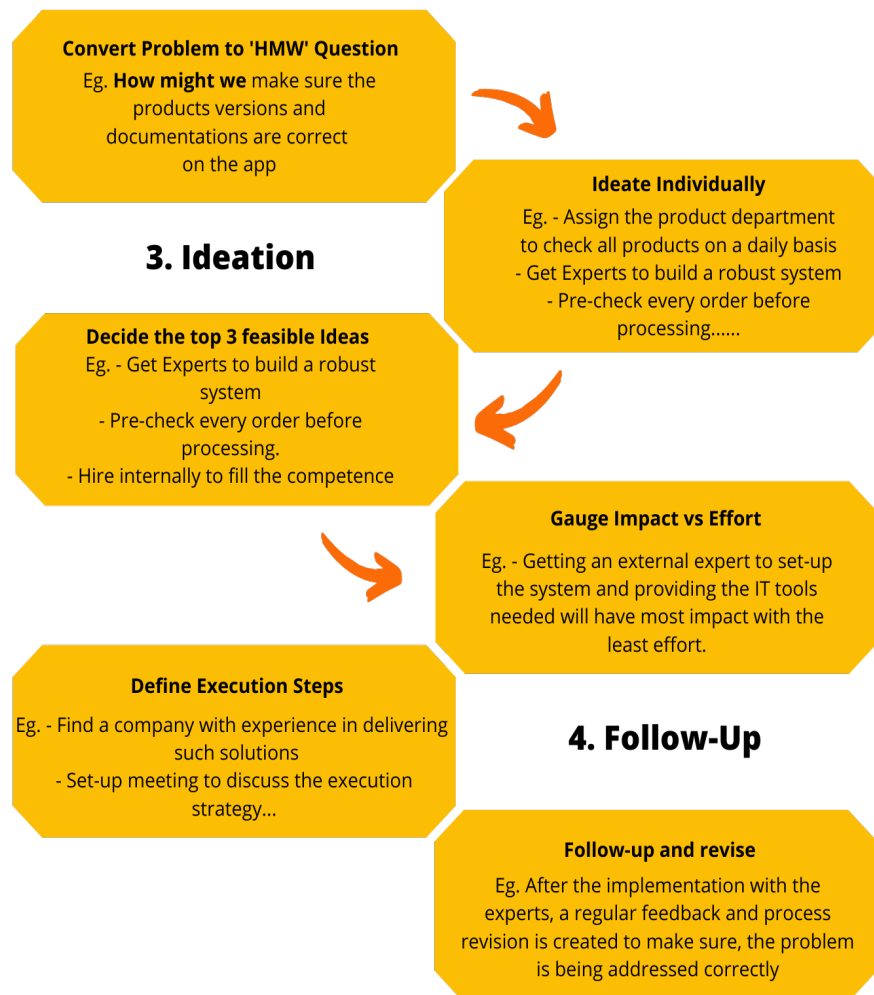 Convert Problem to 'HMW' Question
Eg. How might we make sure the
products versions and
documentations are correct
on the app
Ideate Individually
Eg. - Assign the product department
to check all products on a daily basis
- Get Experts to build a robust system
- Pre-check every order before
processing......
3. Ideation
Decide the top 3 feasible Ideas
Eg. - Get Experts to build a robust
system
- Pre-check every order before
processing.
- Hire internally to fill the competence
Gauge Impact vs Effort
Eg. - Getting an external expert to set-up
the system and providing the IT tools
needed will have most impact with the
least effort.
Define Execution Steps
Eg. - Find a company with experience in delivering
such solutions
- Set-up meeting to discuss the execution
strategy...
4. Follow-Up
Follow-up and revise
Eg. After the implementation with the
experts, a regular feedback and process
revision is created to make sure, the problem
is being addressed correctly